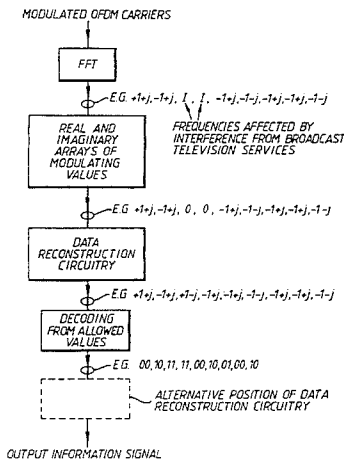 MODULATED OFDM CARRIERS
FFT
E.G. +1+j,-1+j, I , I , -1+j,-1-j,-1+j,+1+j,-1-j
REAL AND
IMAGINARY
ARRAYS OF
MODULATING
VALUES
FREQUENCIES AFFECTED BY
INTERFERENCE FROM BROADCAST
TELEVISION SERVICES
E.G +1+j,-1+j, 0 , 0 , -1+j,-1-j,-1+j,+1+j,-1-j
DATA
RECONSTRUCTION
CIRCUITRY
E.G +1+j,-1+j,+1-j,-1+j,-1+j,-1-j,-1+j,+1+j,-1-j
DECODING
FROM ALLOWED
VALUES
E.G. 00,10,11,11,00,10,01,00,10
ALTERNATIVE POSITION OF DATA
RECONSTRUCTION CIRCUITRY
OUTPUT INFORMATION SIGNAL